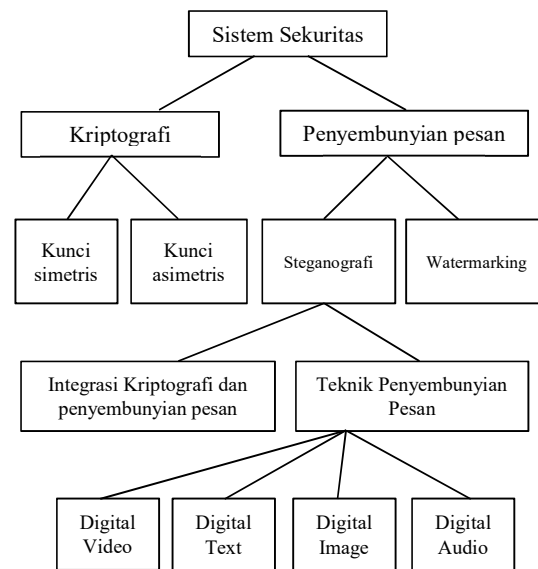 Sistem Sekuritas
Kriptografi
Penyembunyian pesan
Kunci
simetris
Kunci
asimetris
Steganografi
Watermarking
Integrasi Kriptografi dan
penyembunyian pesan
Teknik Penyembunyian
Pesan
Digital
Video
Digital
Text
Digital
Image
Digital
Audio